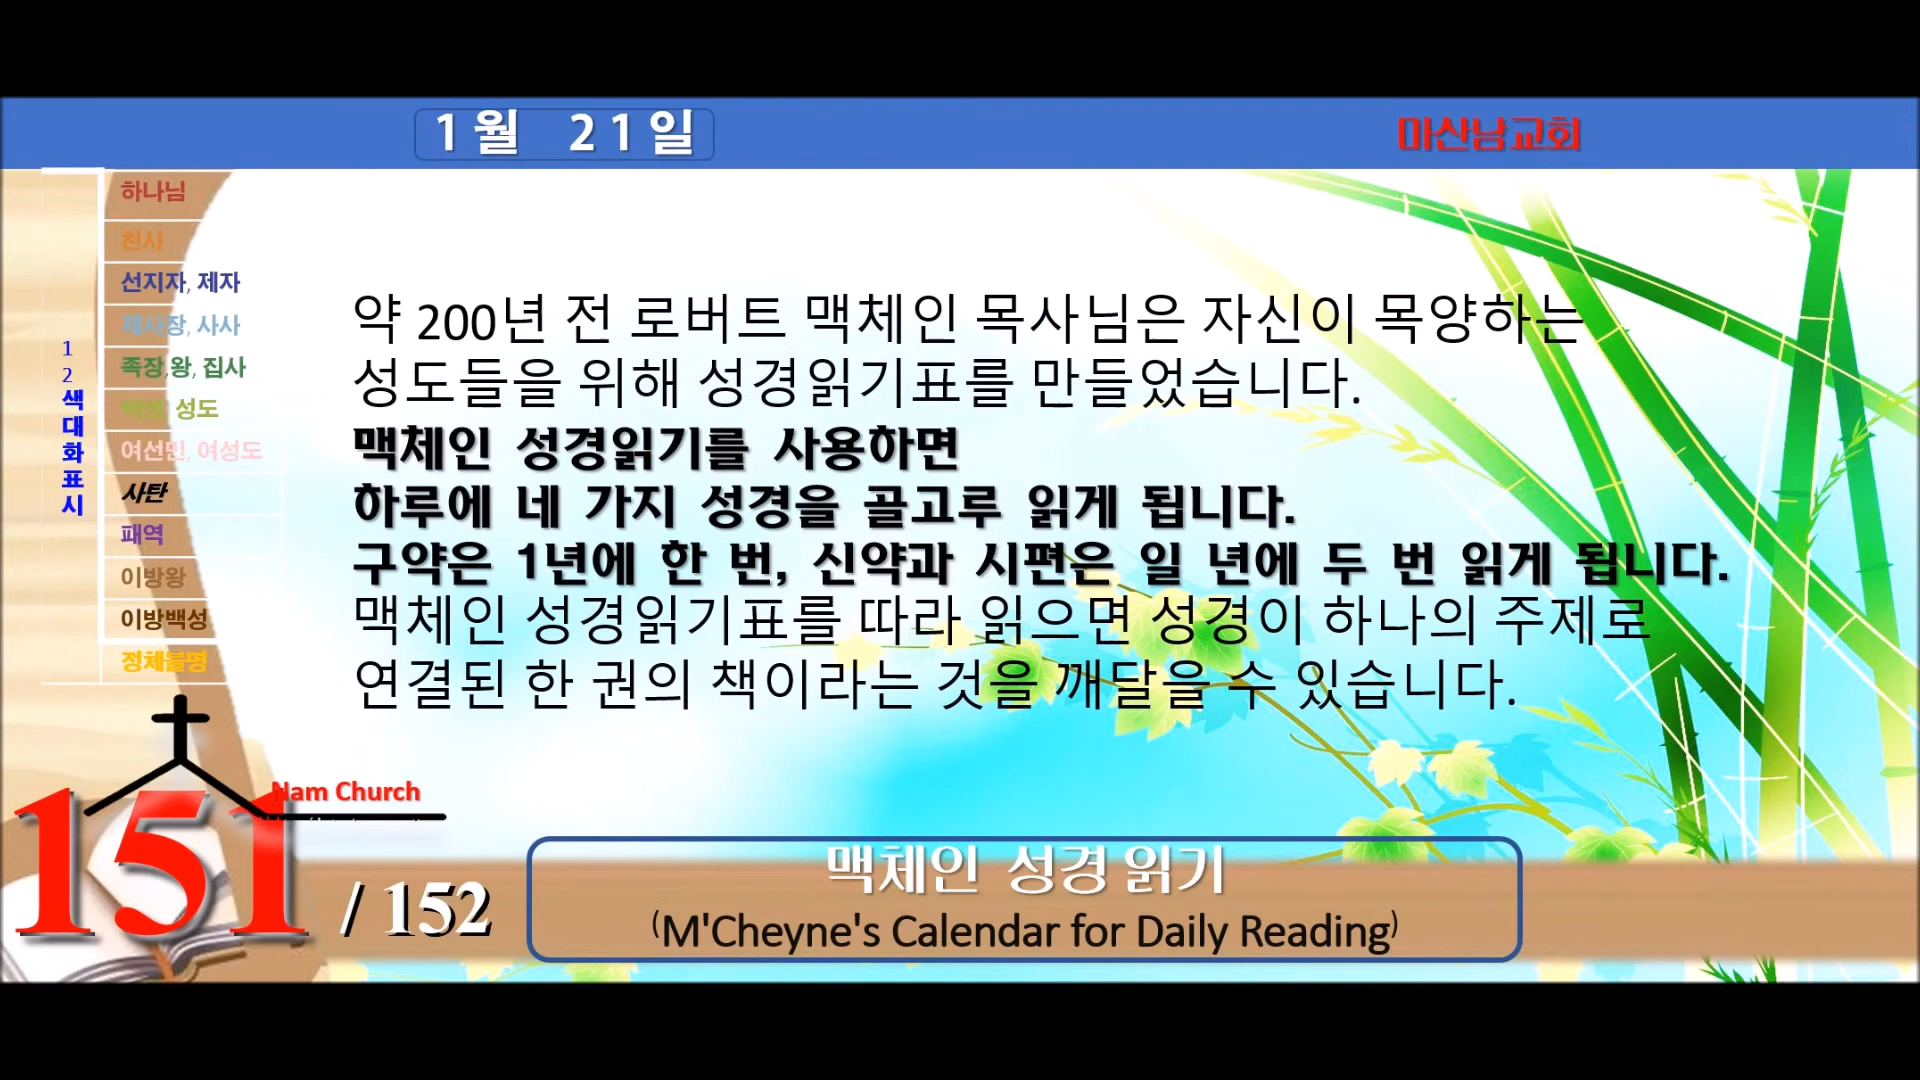 1월 21일
마산남교회
12색대화표시
하나님
천사
선지자, 제자
제사장, 사사
족장,왕, 집사
백성, 성도
여선민, 여성도
사탄
패역
이방왕
이방백성
정체불명
약 200년 전 로버트 맥체인 목사님은 자신이 목양하는
성도들을 위해 성경읽기표를 만들었습니다.
맥체인 성경읽기를 사용하면
하루에 네 가지 성경을 골고루 읽게 됩니다.
구약은 1년에 한 번, 신약과 시편은 일 년에 두 번 읽게 됩니다.
맥체인 성경읽기표를 따라 읽으면 성경이 하나의 주제로
연결된 한 권의 책이라는 것을 깨달을 수 있습니다.
Nam Church
151 / 152
맥체인 성경 읽기
(M'Cheyne's Calendar for Daily Reading)